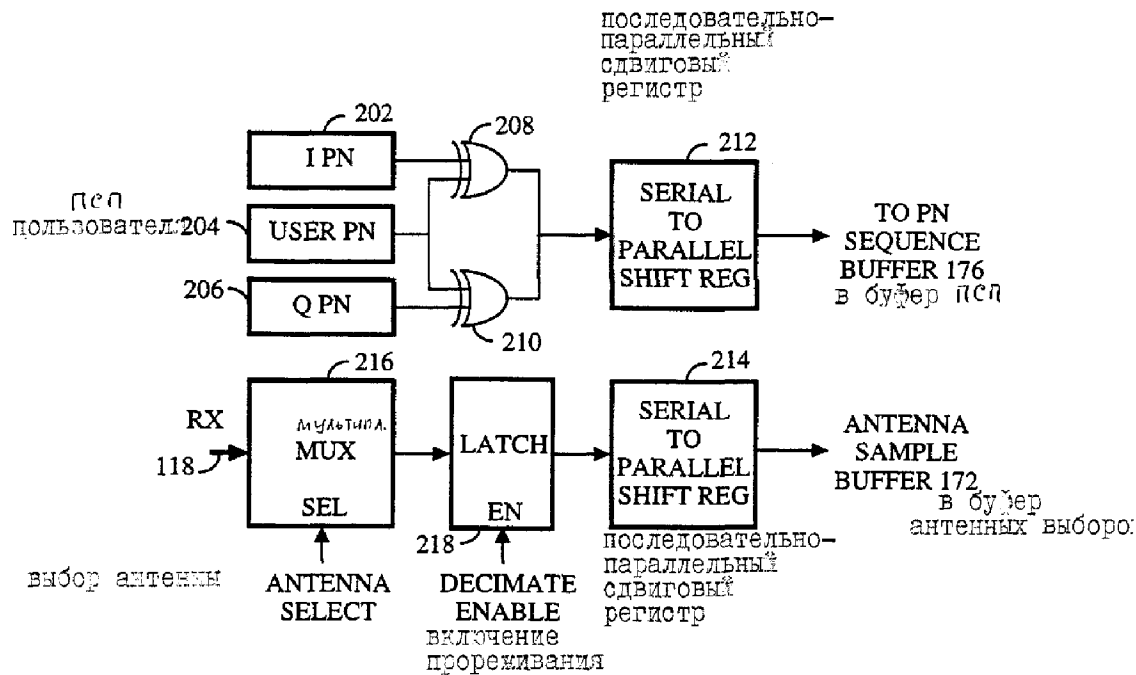 последовательно-
параллельный
сдвиговый
регистр
202
208
212
I PN
SERIAL
TO
PARALLEL
SHIFT REG
псп
пользователя
204
USER PN
TO PN
SEQUENCE
BUFFER 176
в буфер псп
206
Q PN
210
216
214
RX
118
мультипл.
MUX
SEL
LATCH
EN
218
SERIAL
TO
PARALLEL
SHIFT REG
ANTENNA
SAMPLE
BUFFER 172
в буфер
антенных выборок
выбор антенны
ANTENNA
SELECT
DECIMATE
ENABLE
включение
прореживания
последовательно-
параллельный
сдвиговый
регистр